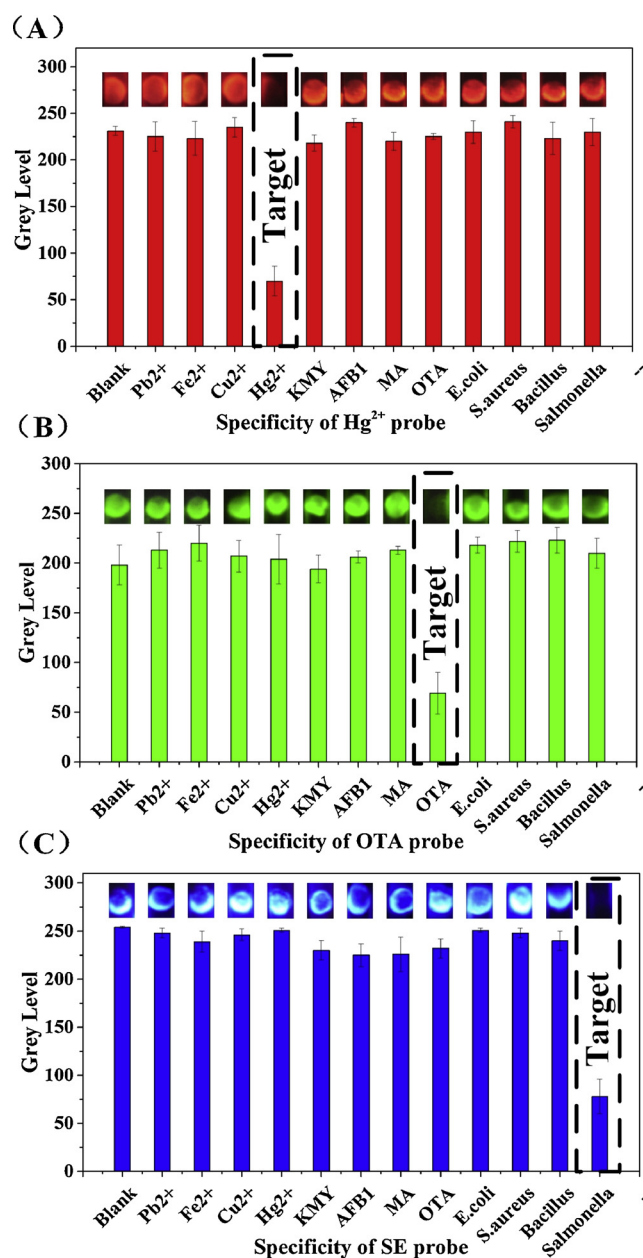 (A)
300
250
200
150
100
50
0
Grey Level
Target
Blank Pb2+ Fe2+ Cu2+ Hg2+ KMY AFB1 MA OTA E.coli S.aureus Bacillus Salmonella --
Specificity of Hg²⁺ probe
(B)
300
250
200
150
100
50
0
Grey Level
Target
Blank Pb2+ Fe2+ Cu2+ Hg2+ KMY AFB1 MA OTA E.coli S.aureus Bacillus Salmonella
Specificity of OTA probe
(C)
300
250
200
150
100
50
0
Grey Level
Target
Blank Pb2+ Fe2+ Cu2+ Hg2+ KMY AFB1 MA OTA E.coli S.aureus Bacillus Salmonella
Specificity of SE probe